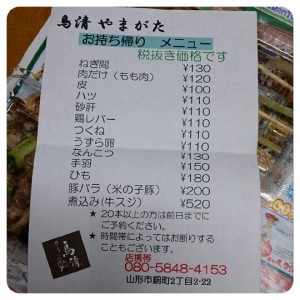 鳥清 やまがた
お持ち帰り メニュー
税抜き価格です
ねぎ間 ¥130
肉だけ(もも肉) ¥120
皮 ¥100
ハツ ¥110
砂肝 ¥110
鶏レバー ¥110
つくね ¥110
うずら卵 ¥110
なんこつ ¥130
手羽 ¥150
ひも ¥180
豚バラ(米の子豚) ¥200
煮込み(牛スジ) ¥520
★ 20本以上の方は前日までに
ご予約ください。
★ 時間帯によってはお断りする
こともございます。
店携帯
080-5848-4153
山形市銅町2丁目2-22
鳥清